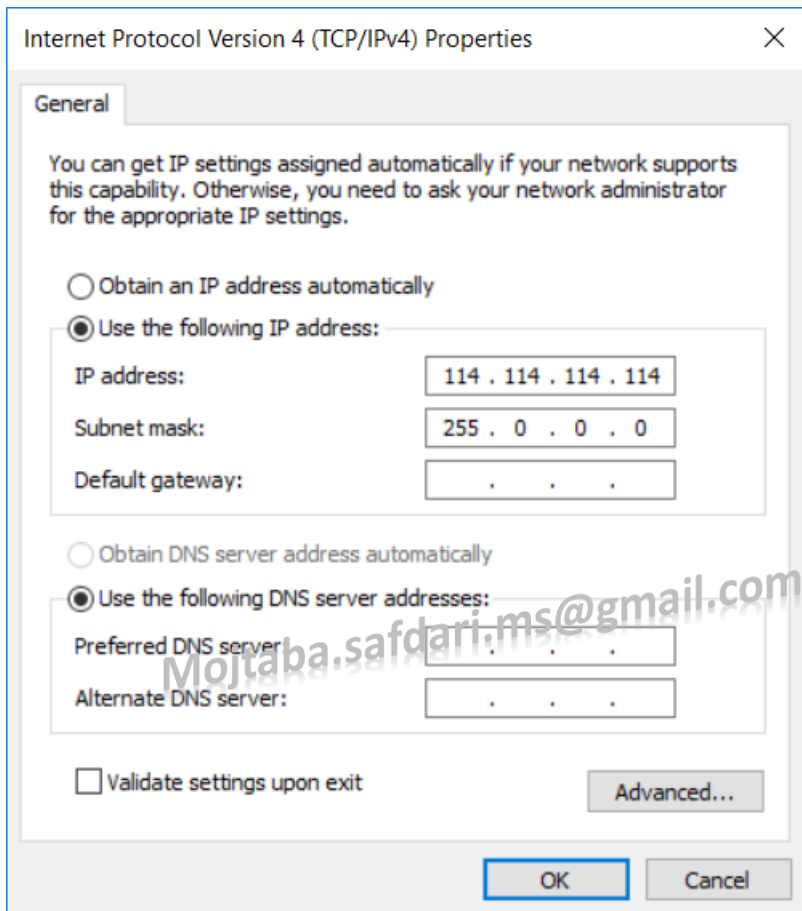 Internet Protocol Version 4 (TCP/IPv4) Properties
General
You can get IP settings assigned automatically if your network supports
this capability. Otherwise, you need to ask your network administrator
for the appropriate IP settings.
Obtain an IP address automatically
Use the following IP address:
IP address: 114 . 114 . 114 . 114
Subnet mask: 255 . 0 . 0 . 0
Default gateway: . . .
Obtain DNS server address automatically
Use the following DNS server addresses:
Preferred DNS server: . . .
Alternate DNS server: . . .
Mojtaba.safdari.ms@gmail.com
Validate settings upon exit
Advanced...
OK Cancel